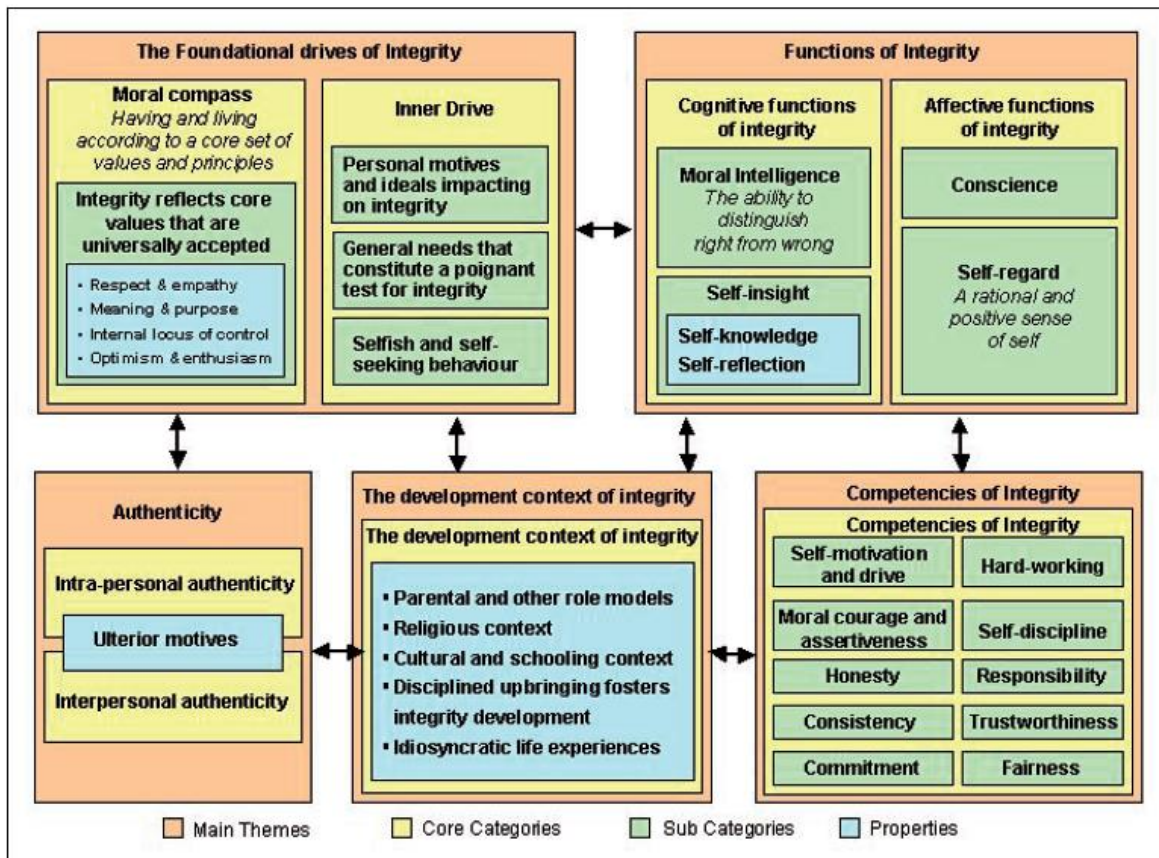 The Foundational drives of Integrity
Moral compass
Having and living
according to a core set of
values and principles
Integrity reflects core
values that are
universally accepted
• Respect & empathy
• Meaning & purpose
• Internal locus of control
• Optimism & enthusiasm
Inner Drive
Personal motives
and ideals impacting
on integrity
General needs that
constitute a poignant
test for integrity
Selfish and self-
seeking behaviour
Functions of Integrity
Cognitive functions
of integrity
Moral Intelligence
The ability to
distinguish
right from wrong
Self-insight
Self-knowledge
Self-reflection
Affective functions
of integrity
Conscience
Self-regard
A rational and
positive sense
of self
Authenticity
Intra-personal authenticity
Ulterior motives
Interpersonal authenticity
The development context of integrity
The development context of integrity
▪ Parental and other role models
▪ Religious context
▪ Cultural and schooling context
▪ Disciplined upbringing fosters
integrity development
▪ Idiosyncratic life experiences
Competencies of Integrity
Competencies of Integrity
Self-motivation
and drive
Hard-working
Moral courage and
assertiveness
Self-discipline
Honesty
Responsibility
Consistency
Trustworthiness
Commitment
Fairness
Main Themes
Core Categories
Sub Categories
Properties